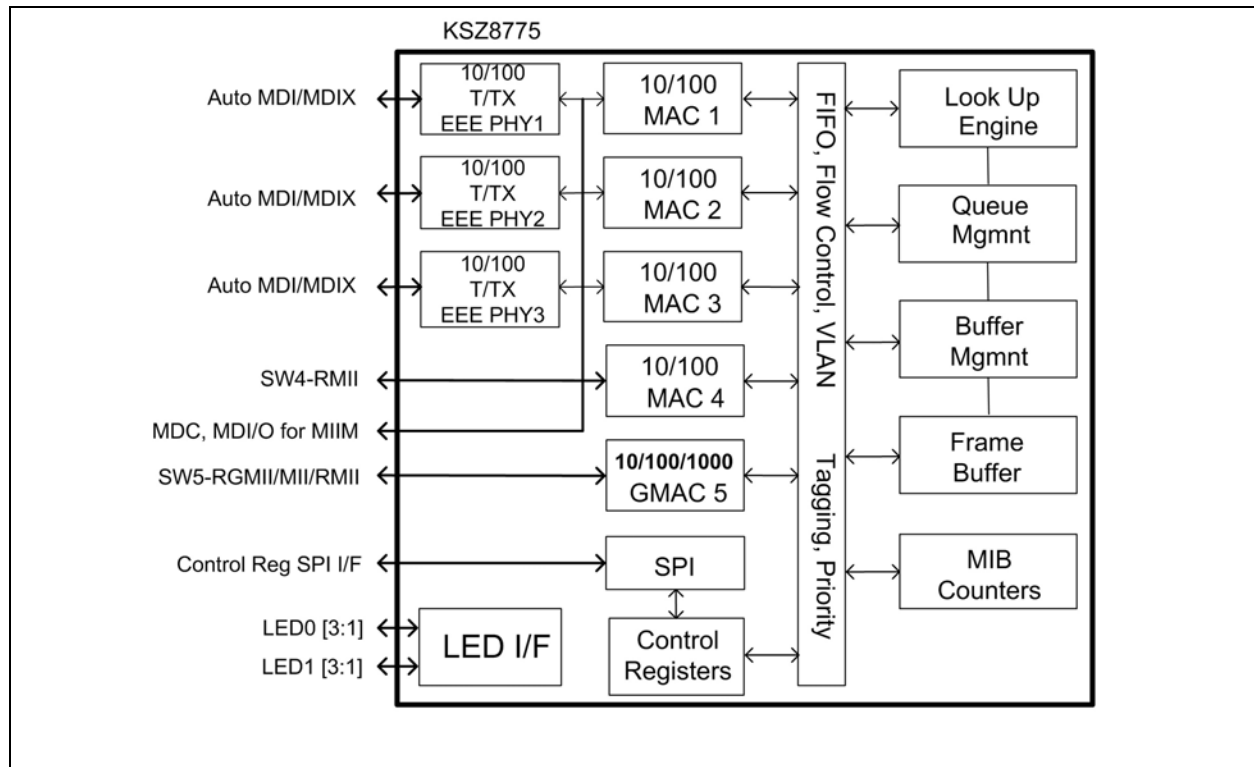 KSZ8775
Auto MDI/MDIX
10/100
T/TX
EEE PHY1
10/100
MAC 1
Auto MDI/MDIX
10/100
T/TX
EEE PHY2
10/100
MAC 2
Auto MDI/MDIX
10/100
T/TX
EEE PHY3
10/100
MAC 3
SW4-RMII
10/100
MAC 4
MDC, MDI/O for MIIM
SW5-RGMII/MII/RMII
10/100/1000
GMAC 5
Control Reg SPI I/F
SPI
LED0 [3:1]
LED1 [3:1]
LED I/F
Control
Registers
FIFO, Flow Control, VLAN Tagging, Priority
Look Up
Engine
Queue
Mgmnt
Buffer
Mgmnt
Frame
Buffer
MIB
Counters